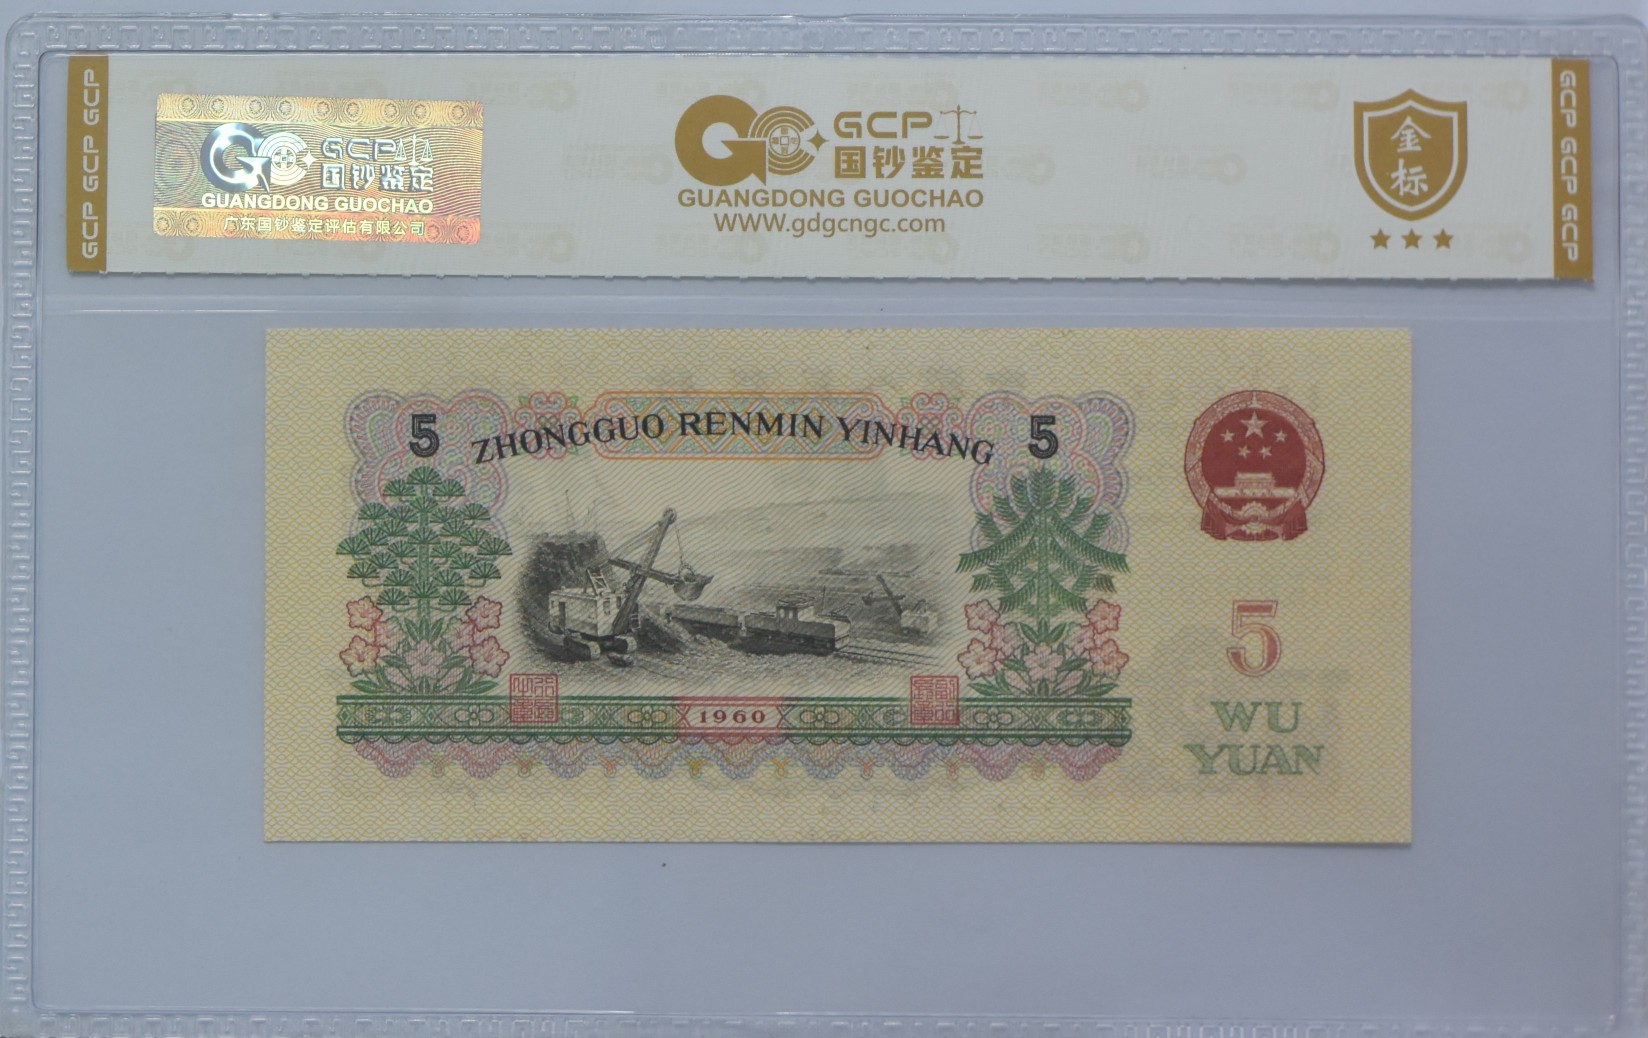 GCP GCP GCP
GCP
国钞鉴定
GUANGDONG GUOCHAO
广东国钞鉴定评估有限公司
GCP
国钞鉴定
GUANGDONG GUOCHAO
WWW.gdgcngc.com
金
标
GCP GCP GCP GCP
5 ZHONGGUO RENMIN YINHANG 5
1960
5
WU
YUAN